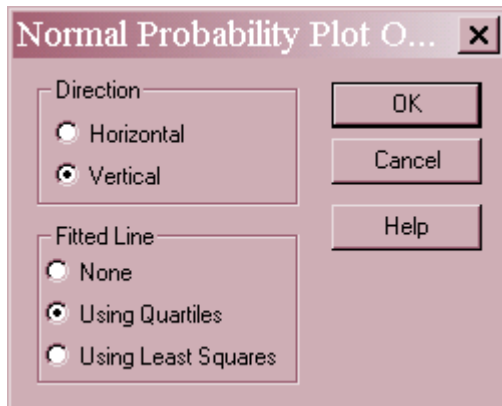 Normal Probability Plot O...
Direction
Horizontal
Vertical
Fitted Line
None
Using Quartiles
Using Least Squares
OK
Cancel
Help